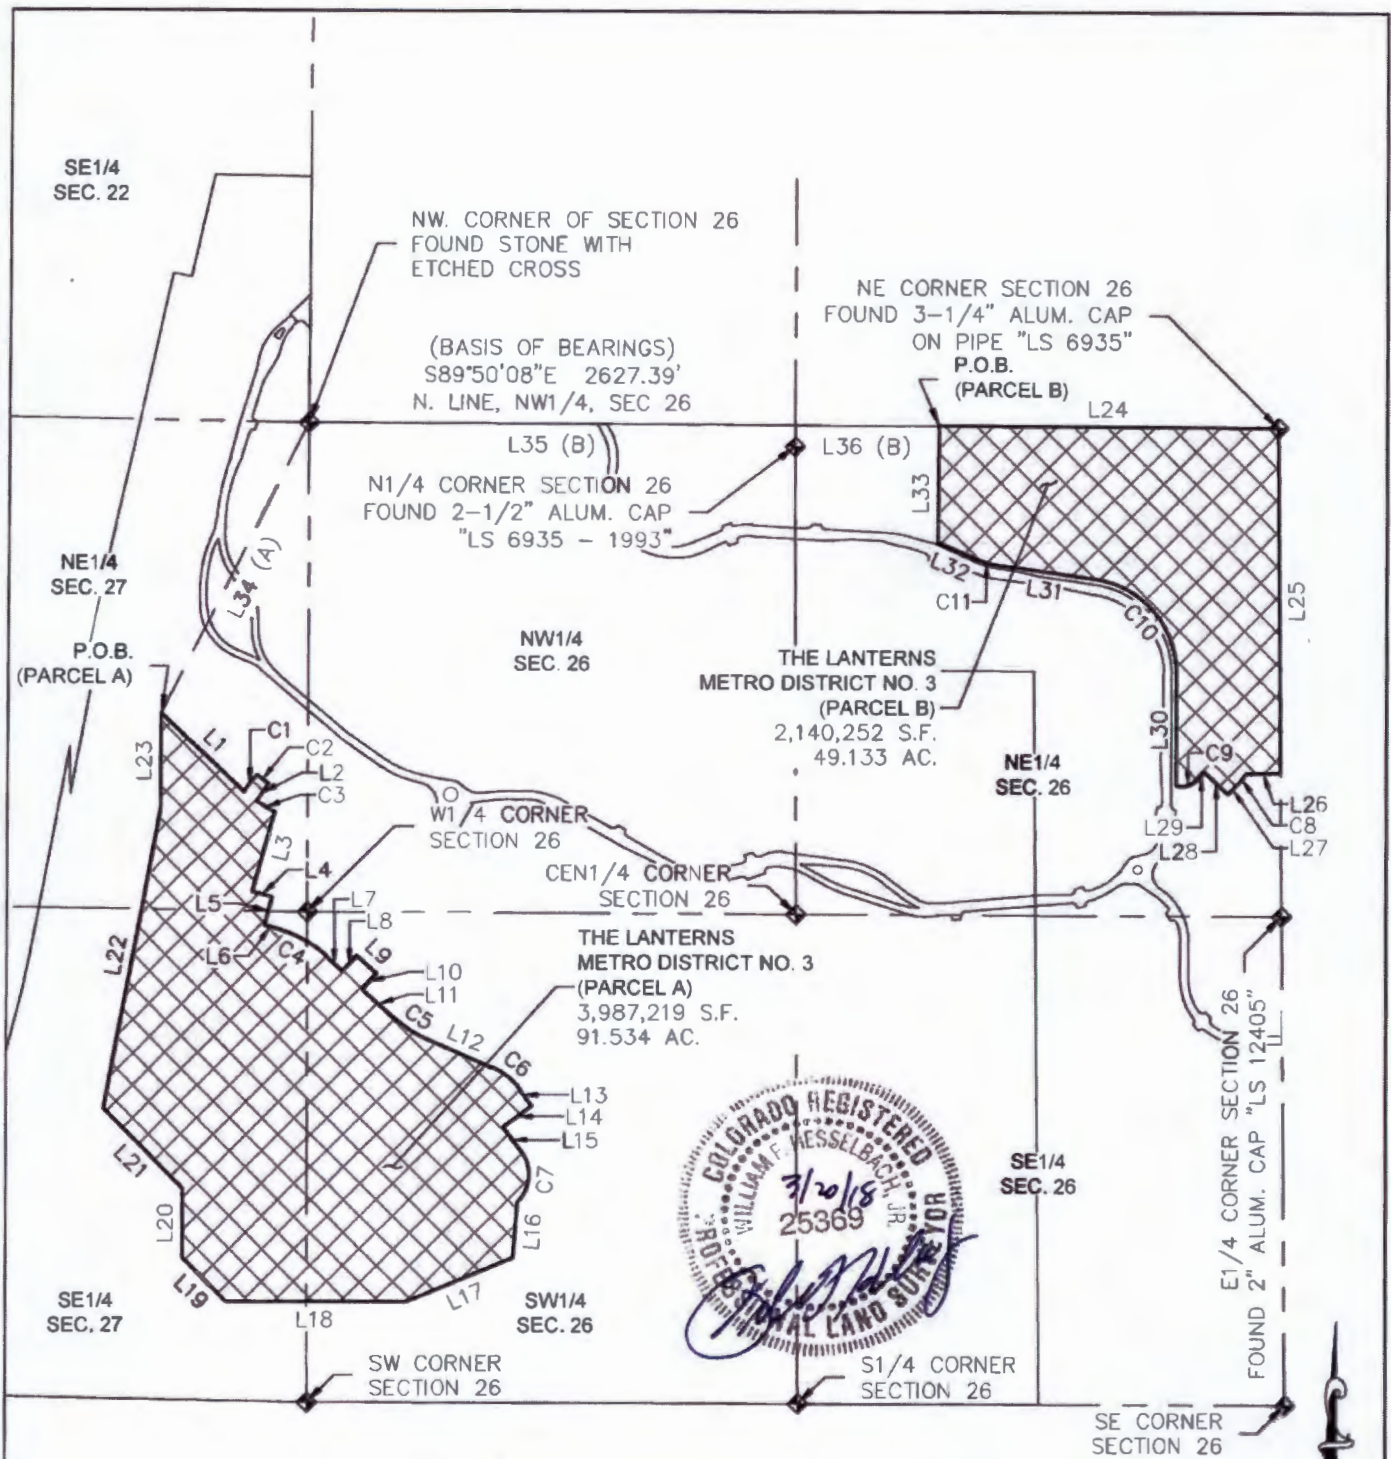 SE1/4
SEC. 22
NW. CORNER OF SECTION 26
FOUND STONE WITH
ETCHED CROSS
NE CORNER SECTION 26
FOUND 3-1/4" ALUM. CAP
ON PIPE "LS 6935"
P.O.B.
(PARCEL B)
(BASIS OF BEARINGS)
S89°50'08"E 2627.39'
N. LINE, NW1/4, SEC 26
L24
L35 (B)
L36 (B)
N1/4 CORNER SECTION 26
FOUND 2-1/2" ALUM. CAP
"LS 6935 - 1993"
L33
L34 (A)
NE1/4
SEC. 27
L32
C11
L31
C10
L25
P.O.B.
(PARCEL A)
NW1/4
SEC. 26
THE LANTERNS
METRO DISTRICT NO. 3
(PARCEL B)
2,140,252 S.F.
49.133 AC.
L30
C9
NE1/4
SEC. 26
L23
L1
C1
C2
L2
C3
L3
L4
L5
L6
W1/4 CORNER
SECTION 26
L26
C8
L27
L29
L28
CEN1/4 CORNER
SECTION 26
L7
L8
C4
L9
L10
L11
C5
L12
C6
L13
L14
L15
C7
L22
THE LANTERNS
METRO DISTRICT NO. 3
(PARCEL A)
3,987,219 S.F.
91.534 AC.
E1/4 CORNER SECTION 26
FOUND 2" ALUM. CAP "LS 12405"
COLORADO REGISTERED
WILLIAM F. HESSELBACH, JR.
25369
PROFESSIONAL LAND SURVEYOR
SE1/4
SEC. 26
L21
L20
L19
L18
L17
L16
SE1/4
SEC. 27
SW1/4
SEC. 26
SW CORNER
SECTION 26
S1/4 CORNER
SECTION 26
SE CORNER
SECTION 26